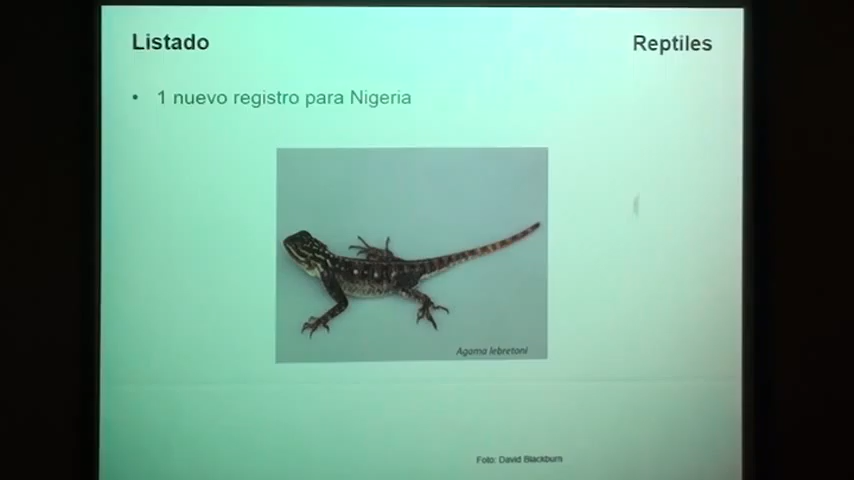 Listado
Reptiles
• 1 nuevo registro para Nigeria
Agama lebretoni
Foto: David Blackburn